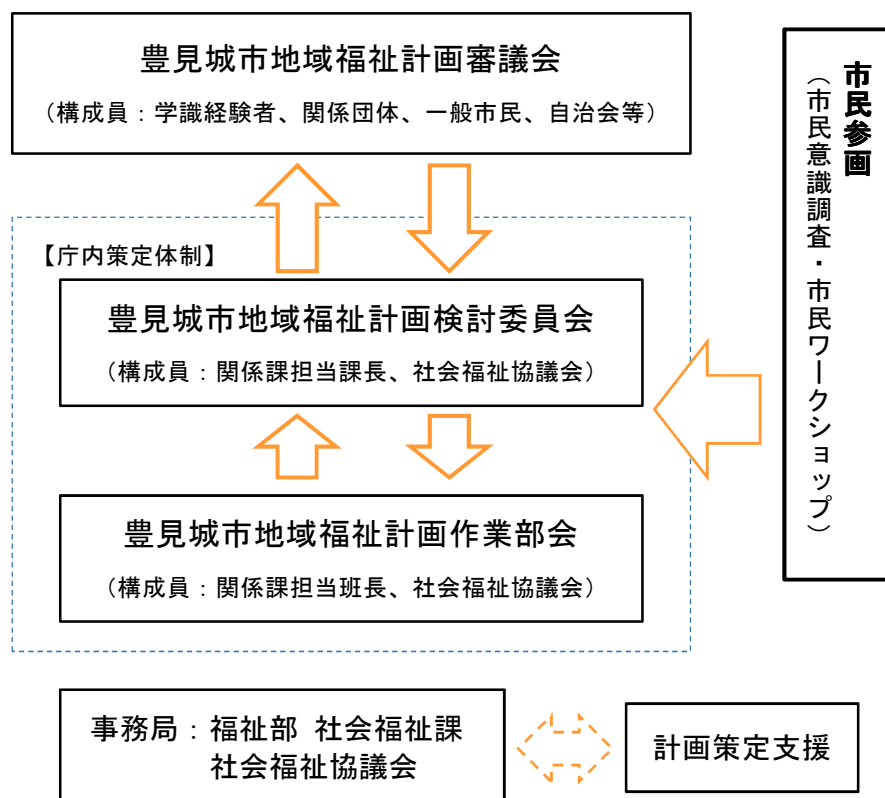 豊見城市地域福祉計画審議会
（構成員：学識経験者、関係団体、一般市民、自治会等）
【庁内策定体制】
豊見城市地域福祉計画検討委員会
（構成員：関係課担当課長、社会福祉協議会）
豊見城市地域福祉計画作業部会
（構成員：関係課担当班長、社会福祉協議会）
市民参画
（市民意識調査・市民ワークショップ）
事務局：福祉部 社会福祉課
社会福祉協議会
計画策定支援